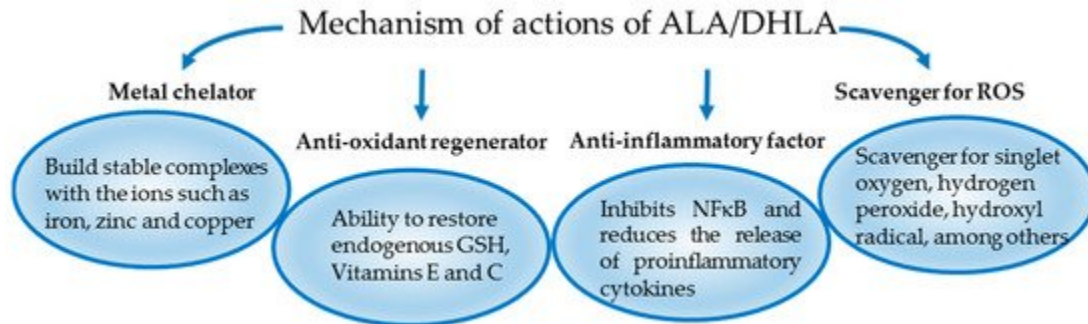 Mechanism of actions of ALA/DHLA
Metal chelator
Build stable complexes
with the ions such as
iron, zinc and copper
Anti-oxidant regenerator
Ability to restore
endogenous GSH,
Vitamins E and C
Anti-inflammatory factor
Inhibits NFκB and
reduces the release
of proinflammatory
cytokines
Scavenger for ROS
Scavenger for singlet
oxygen, hydrogen
peroxide, hydroxyl
radical, among others